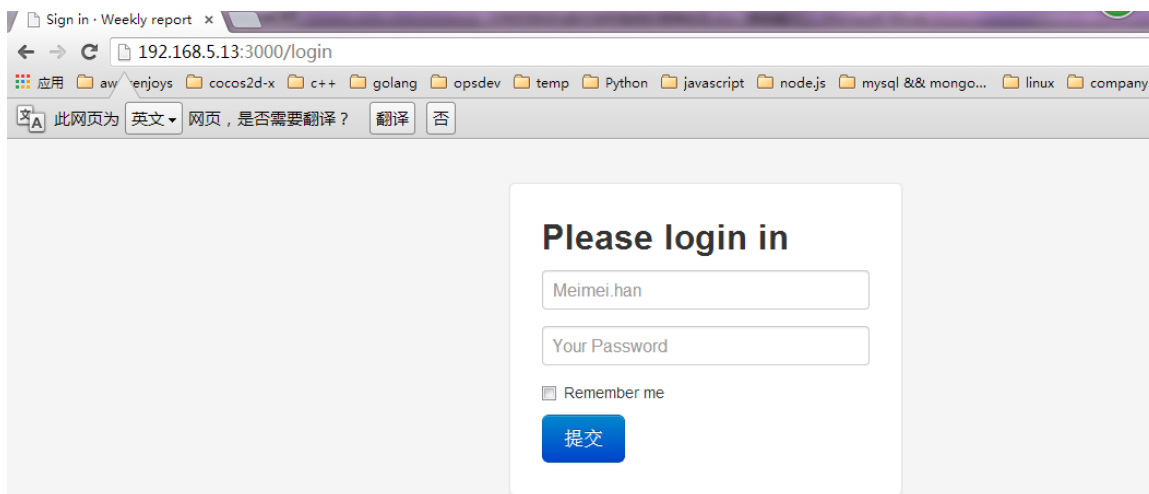 Sign in · Weekly report ×
192.168.5.13:3000/login
应用 cocos2d-x c++ golang opsdev temp Python javascript node.js mysql && mongo... linux company
此网页为 英文 网页，是否需要翻译？ 翻译 否
Please login in
Meimei.han
Your Password
Remember me
提交